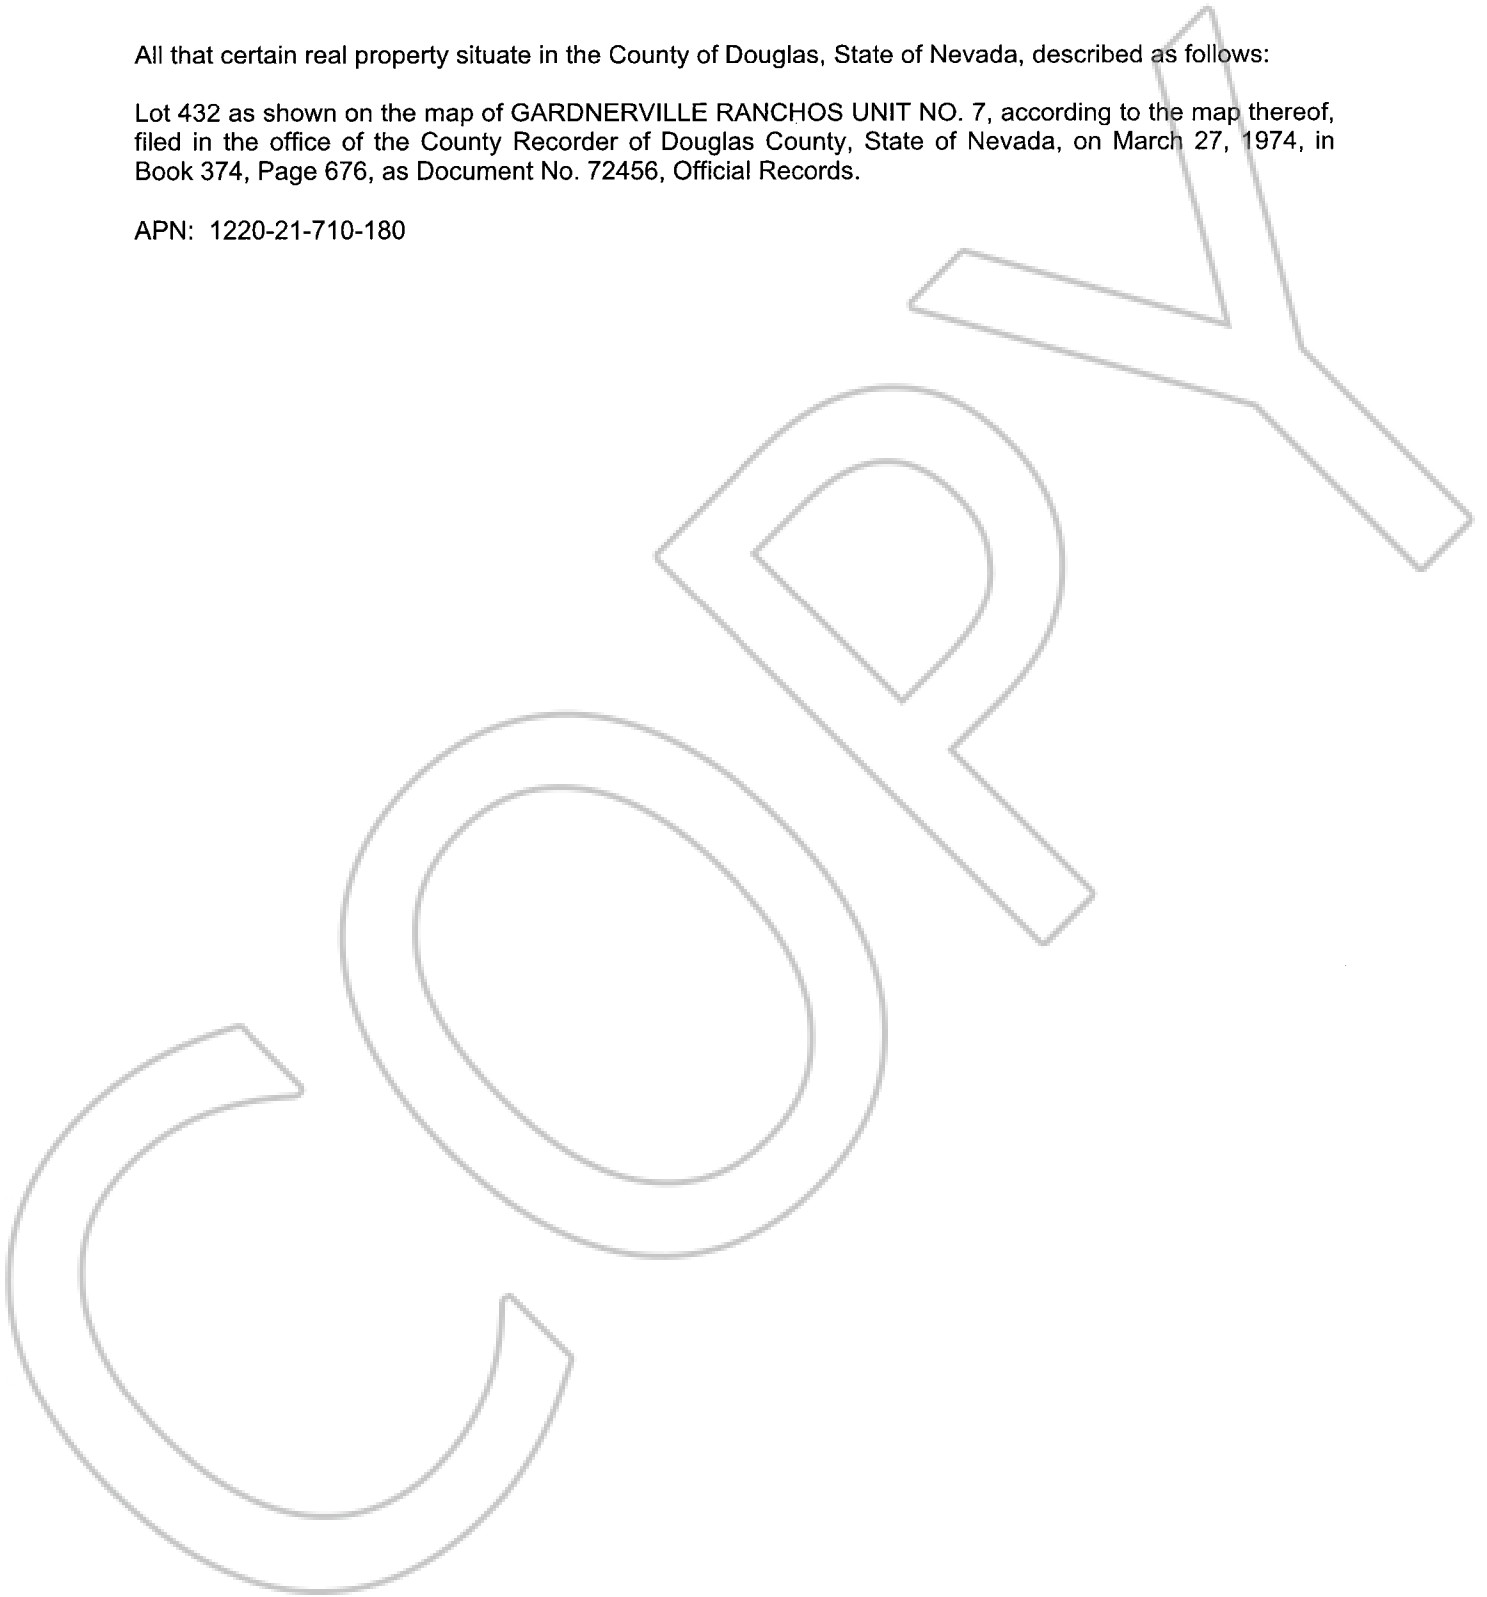 All that certain real property situate in the County of Douglas, State of Nevada, described as follows:
Lot 432 as shown on the map of GARDNERVILLE RANCHOS UNIT NO. 7, according to the map thereof,
filed in the office of the County Recorder of Douglas County, State of Nevada, on March 27, 1974, in
Book 374, Page 676, as Document No. 72456, Official Records.
APN: 1220-21-710-180
COPY